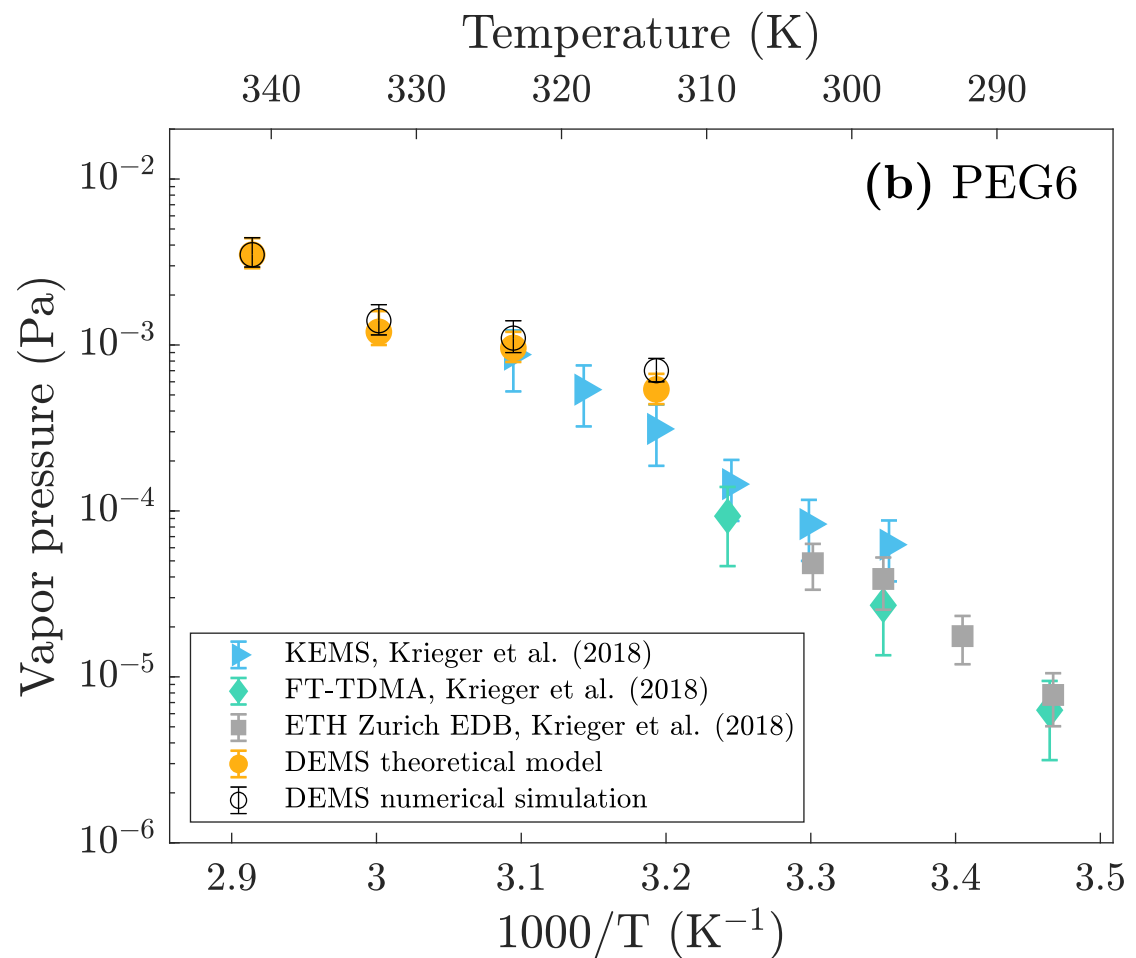 Temperature (K)
340 330 320 310 300 290
(b) PEG6
Vapor pressure (Pa)
10⁻²
10⁻³
10⁻⁴
10⁻⁵
10⁻⁶
KEMS, Krieger et al. (2018)
FT-TDMA, Krieger et al. (2018)
ETH Zurich EDB, Krieger et al. (2018)
DEMS theoretical model
DEMS numerical simulation
2.9 3 3.1 3.2 3.3 3.4 3.5
1000/T (K⁻¹)